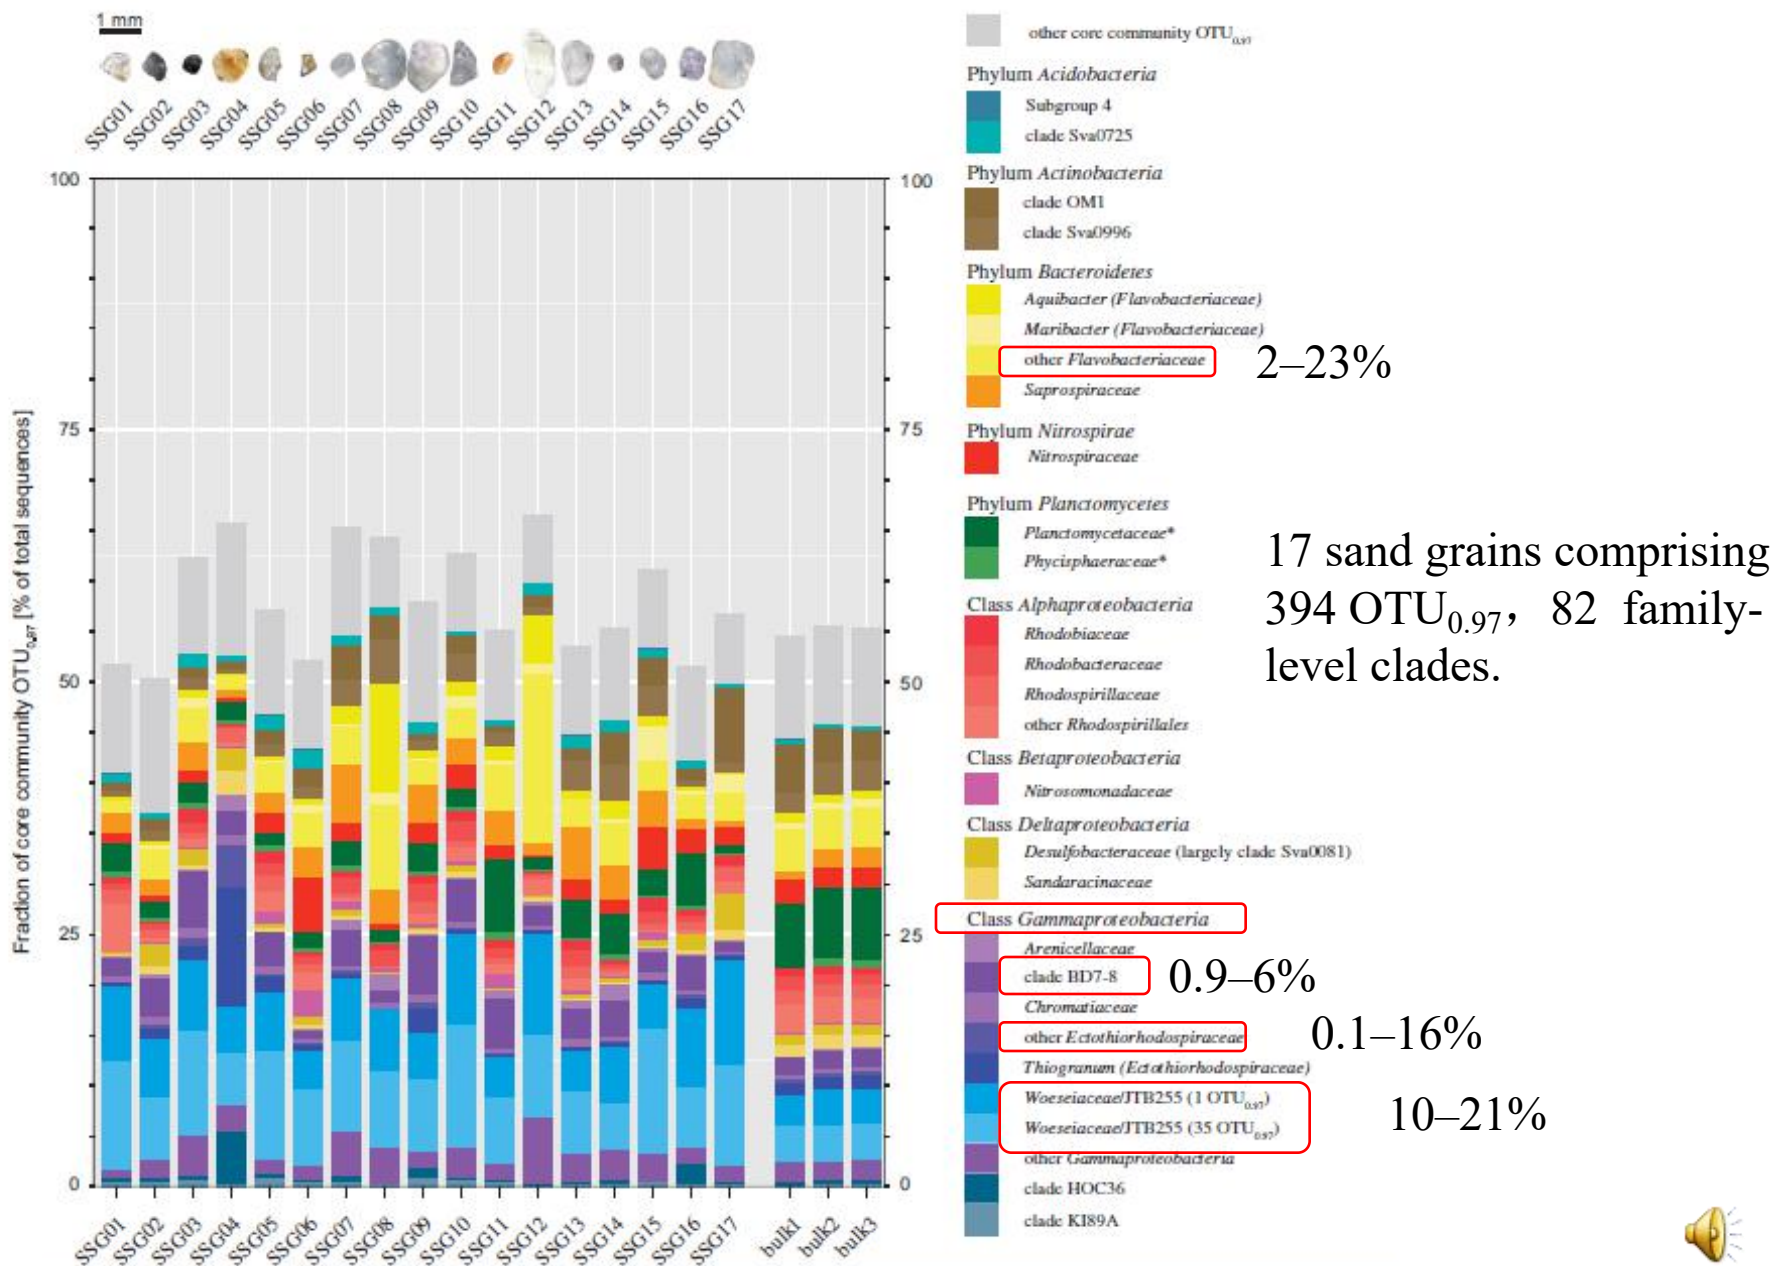 1 mm
SSG01 SSG02 SSG03 SSG04 SSG05 SSG06 SSG07 SSG08 SSG09 SSG10 SSG11 SSG12 SSG13 SSG14 SSG15 SSG16 SSG17
Fraction of core community OTU0.97 [% of total sequences]
100
75
50
25
0
100
75
50
25
0
SSG01 SSG02 SSG03 SSG04 SSG05 SSG06 SSG07 SSG08 SSG09 SSG10 SSG11 SSG12 SSG13 SSG14 SSG15 SSG16 SSG17 bulk1 bulk2 bulk3
other core community OTU0.97
Phylum Acidobacteria
Subgroup 4
clade Sva0725
Phylum Actinobacteria
clade OM1
clade Sva0996
Phylum Bacteroidetes
Aquibacter (Flavobacteriaceae)
Maribacter (Flavobacteriaceae)
other Flavobacteriaceae
2–23%
Saprospiraceae
Phylum Nitrospirae
Nitrospiraceae
Phylum Planctomycetes
Planctomycetaceae*
Phycisphaeraceae*
Class Alphaproteobacteria
Rhodobiaceae
Rhodobacteraceae
Rhodospirillaceae
other Rhodospirillales
Class Betaproteobacteria
Nitrosomonadaceae
Class Deltaproteobacteria
Desulfobacteraceae (largely clade Sva0081)
Sandaracinaceae
Class Gammaproteobacteria
Arenicellaceae
clade BD7-8
0.9–6%
Chromatiaceae
other Ectothiorhodospiraceae
0.1–16%
Thiogranum (Ectothiorhodospiraceae)
Woeseiaceae/JTB255 (1 OTU0.97)
Woeseiaceae/JTB255 (35 OTU0.97)
10–21%
other Gammaproteobacteria
clade HOC36
clade KI89A
17 sand grains comprising
394 OTU0.97, 82 family-
level clades.